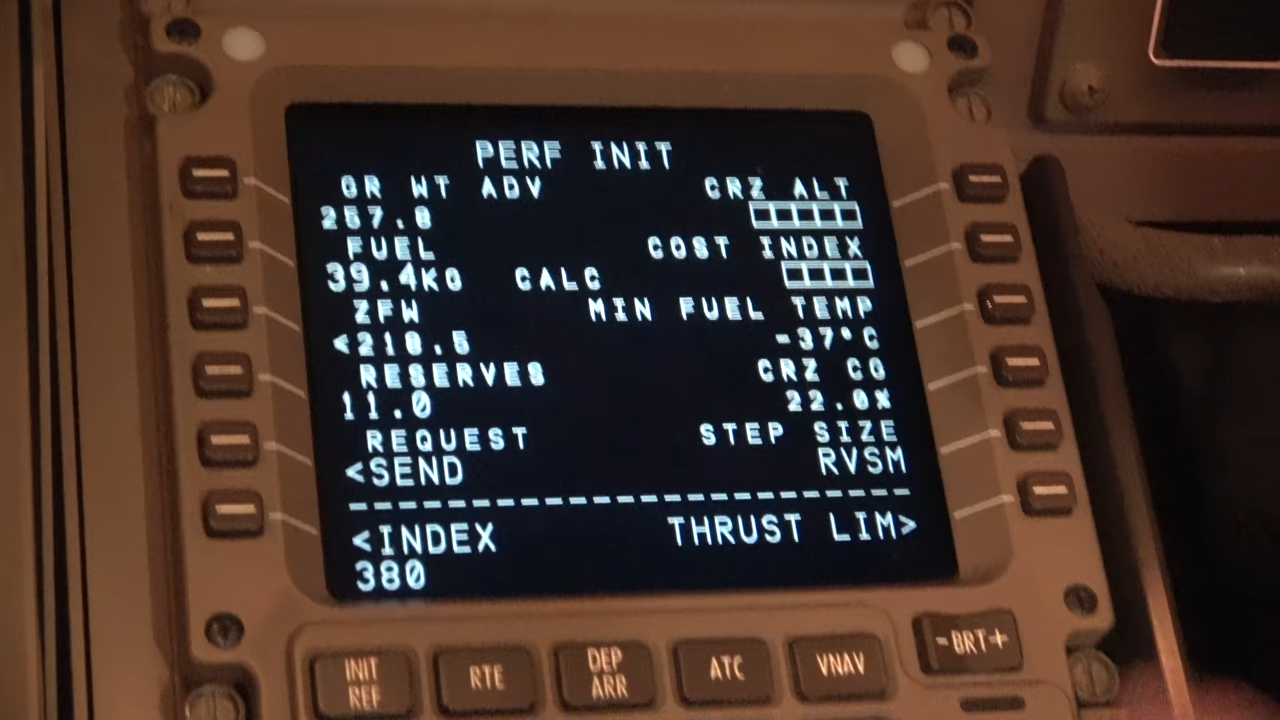 PERF INIT
GR WT ADV CRZ ALT
257.8
FUEL COST INDEX
39.4KG CALC
ZFW MIN FUEL TEMP
<218.5 -37°C
RESERVES CRZ CG
11.0 22.0%
REQUEST STEP SIZE
<SEND RVSM
--------------------
<INDEX THRUST LIM>
380
INIT REF
RTE
DEP ARR
ATC
VNAV
-BRT+